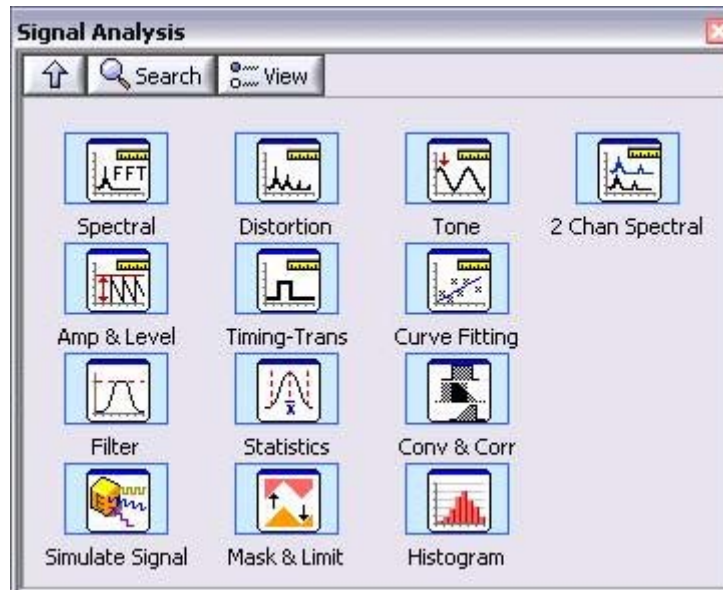 Signal Analysis
Search View
FFT
Spectral Distortion Tone 2 Chan Spectral
Amp & Level Timing-Trans Curve Fitting
x
Filter Statistics Conv & Corr
Simulate Signal Mask & Limit Histogram